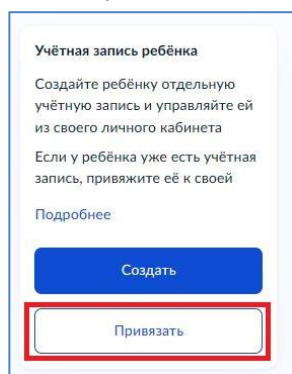 Учётная запись ребёнка
Создайте ребёнку отдельную
учётную запись и управляйте ей
из своего личного кабинета
Если у ребёнка уже есть учётная
запись, привяжите её к своей
Подробнее
Создать
Привязать